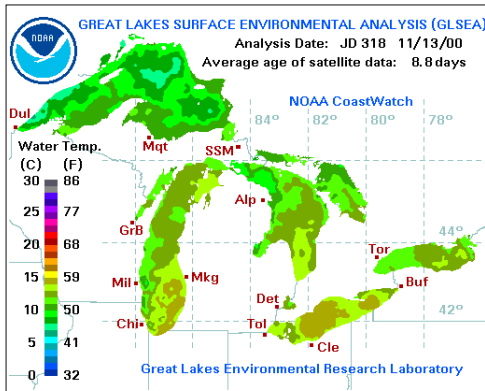 GREAT LAKES SURFACE ENVIRONMENTAL ANALYSIS (GLSEA)
NOAA
Analysis Date: JD 318 11/13/00
Average age of satellite data: 8.8 days
NOAA CoastWatch
Dul
84° 82° 80° 78°
Mqt
SSM
Water Temp.
(C) (F)
30 86
25 77
20 68
15 59
10 50
5 41
0 32
Alp
GrB
44
Tor
Mil
Mkg
Buf
Det
42
Chi
Tol
Cle
Great Lakes Environmental Research Laboratory